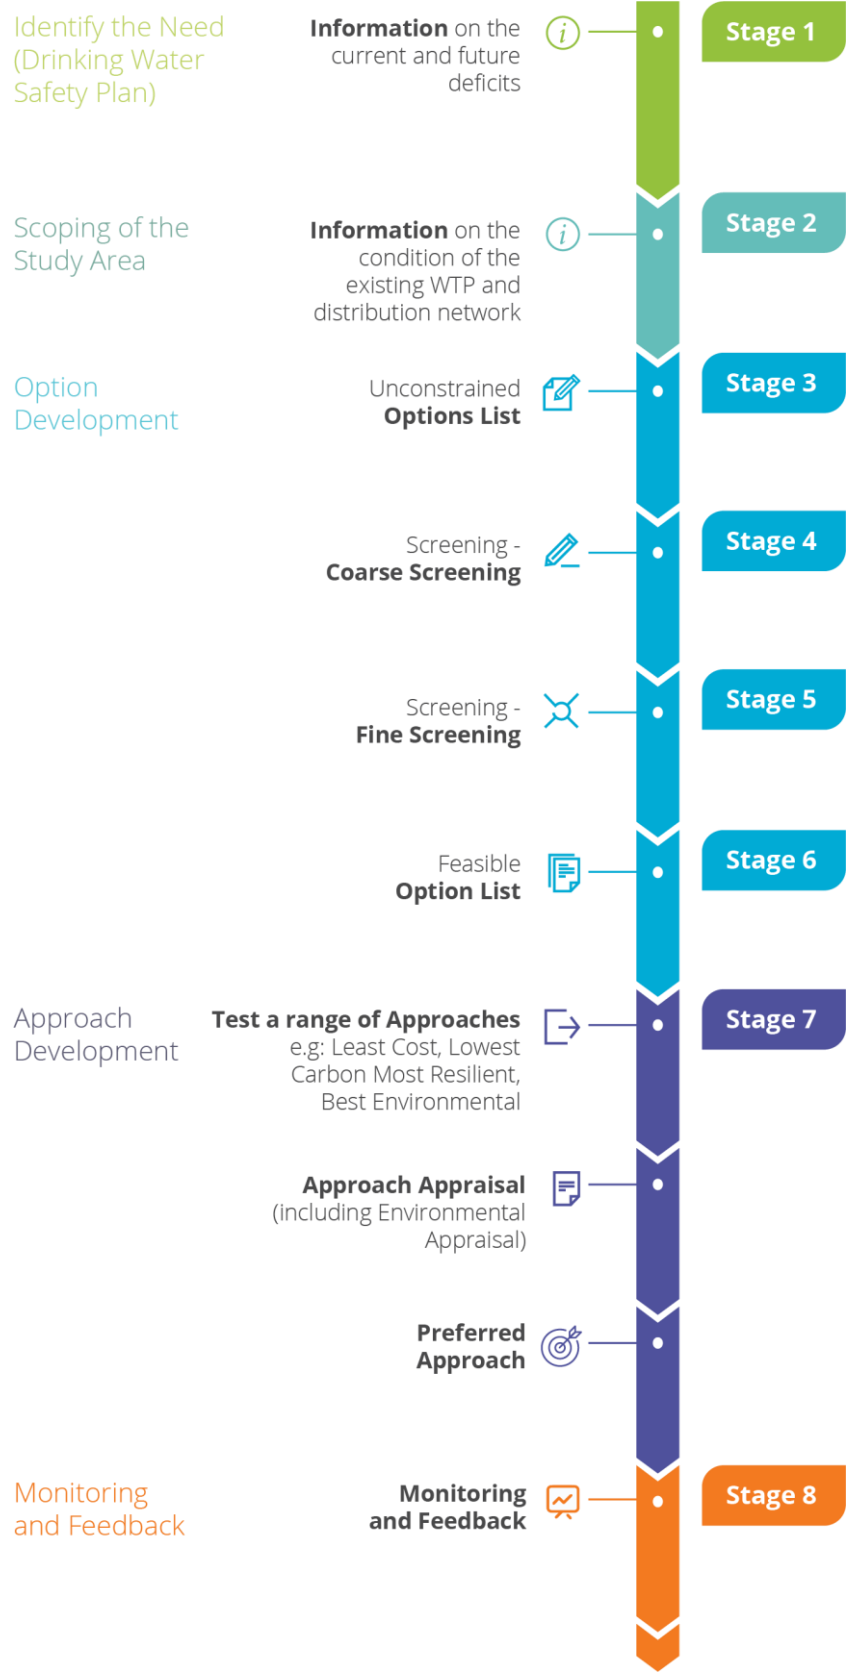 Identify the Need
(Drinking Water
Safety Plan)
Information on the
current and future
deficits
i
Stage 1
Scoping of the
Study Area
Information on the
condition of the
existing WTP and
distribution network
i
Stage 2
Option
Development
Unconstrained
Options List
Stage 3
Screening -
Coarse Screening
Stage 4
Screening -
Fine Screening
Stage 5
Feasible
Option List
Stage 6
Approach
Development
Test a range of Approaches
e.g: Least Cost, Lowest
Carbon Most Resilient,
Best Environmental
Stage 7
Approach Appraisal
(including Environmental
Appraisal)
Preferred
Approach
Monitoring
and Feedback
Monitoring
and Feedback
Stage 8